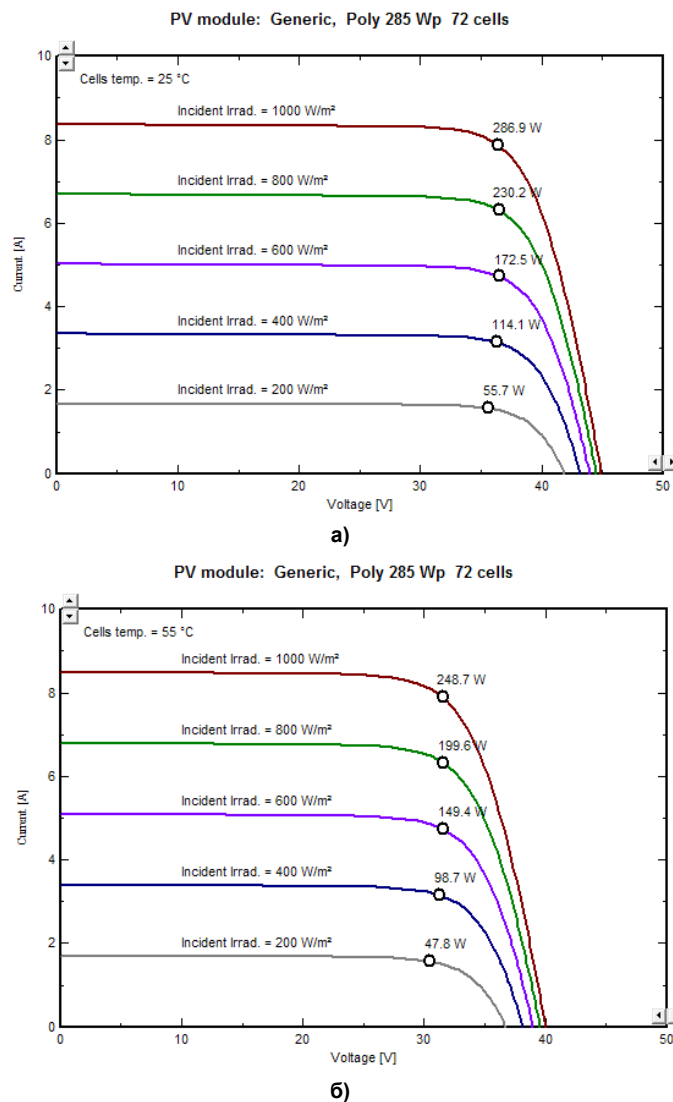 PV module: Generic, Poly 285 Wp 72 cells
10
Cells temp. = 25 °C
Incident Irrad. = 1000 W/m²
286.9 W
8
Incident Irrad. = 800 W/m²
230.2 W
6
Incident Irrad. = 600 W/m²
172.5 W
Current [A]
4
Incident Irrad. = 400 W/m²
114.1 W
2
Incident Irrad. = 200 W/m²
55.7 W
0
0 10 20 30 40 50
Voltage [V]
а)
PV module: Generic, Poly 285 Wp 72 cells
10
Cells temp. = 55 °C
Incident Irrad. = 1000 W/m²
248.7 W
8
Incident Irrad. = 800 W/m²
199.6 W
6
Incident Irrad. = 600 W/m²
149.4 W
Current [A]
4
Incident Irrad. = 400 W/m²
98.7 W
2
Incident Irrad. = 200 W/m²
47.8 W
0
0 10 20 30 40 50
Voltage [V]
б)